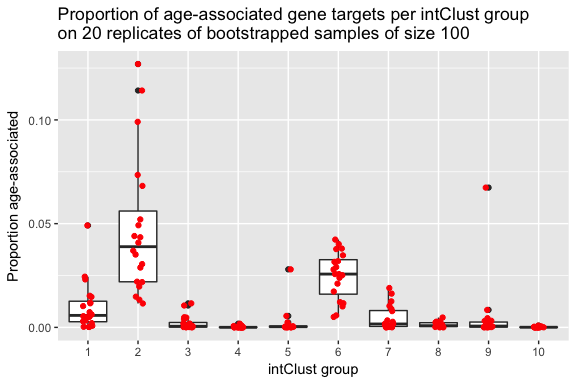 Proportion of age-associated gene targets per intClust group
on 20 replicates of bootstrapped samples of size 100
Proportion age-associated
0.10
0.05
0.00
1 2 3 4 5 6 7 8 9 10
intClust group